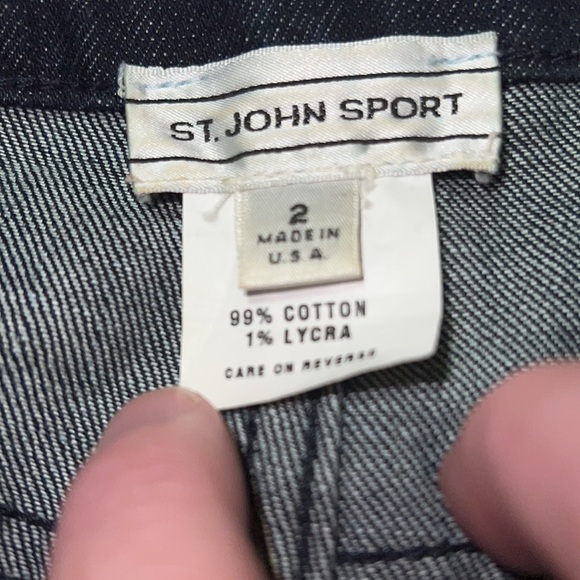 ST. JOHN SPORT
2
MADE IN
U.S.A.
99% COTTON
1% LYCRA
CARE ON REVERSE